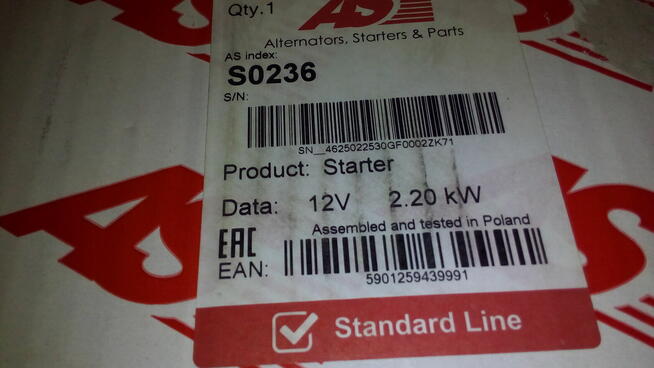 Qty.1
AS
Alternators, Starters & Parts
AS index:
S0236
S/N:
SN__4625022530GF0002ZK71
Product: Starter
Data: 12V 2.20 kW
Assembled and tested in Poland
EAC
EAN:
5901259439991
Standard Line
AS